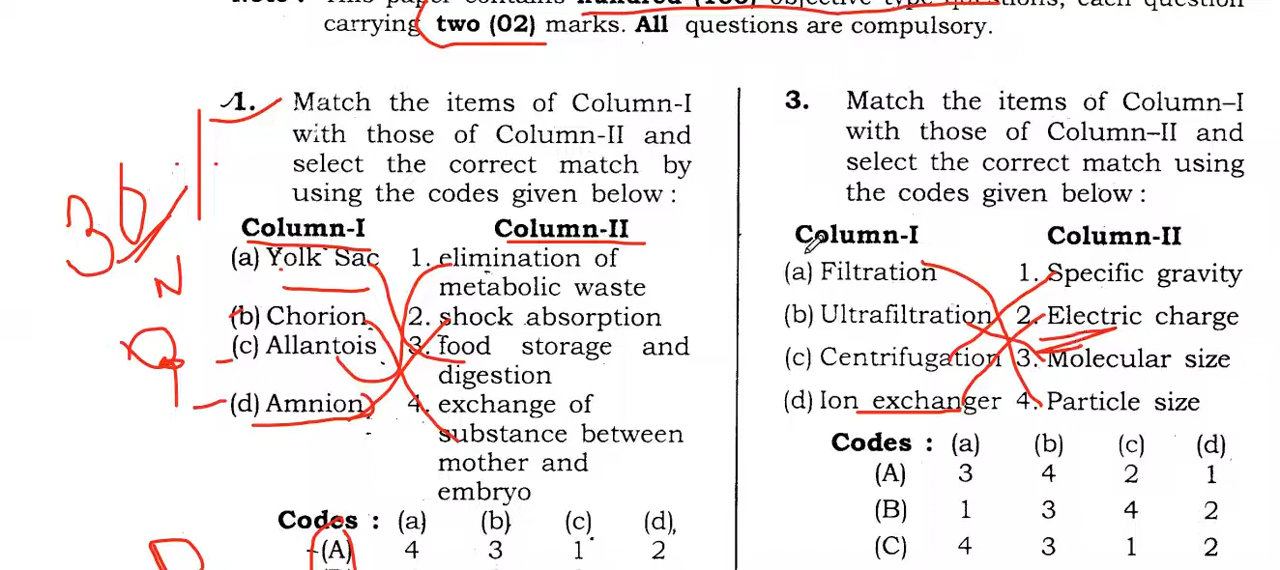 carrying two (02) marks. All questions are compulsory.
1. Match the items of Column-I
with those of Column-II and
select the correct match by
using the codes given below :
Column-I Column-II
(a) Yolk Sac 1. elimination of
metabolic waste
(b) Chorion 2. shock absorption
(c) Allantois 3. food storage and
digestion
(d) Amnion 4. exchange of
substance between
mother and
embryo
Codes : (a) (b) (c) (d),
(A) 4 3 1 2
3. Match the items of Column–I
with those of Column–II and
select the correct match using
the codes given below :
Column-I Column-II
(a) Filtration 1. Specific gravity
(b) Ultrafiltration 2. Electric charge
(c) Centrifugation 3. Molecular size
(d) Ion exchanger 4. Particle size
Codes : (a) (b) (c) (d)
(A) 3 4 2 1
(B) 1 3 4 2
(C) 4 3 1 2